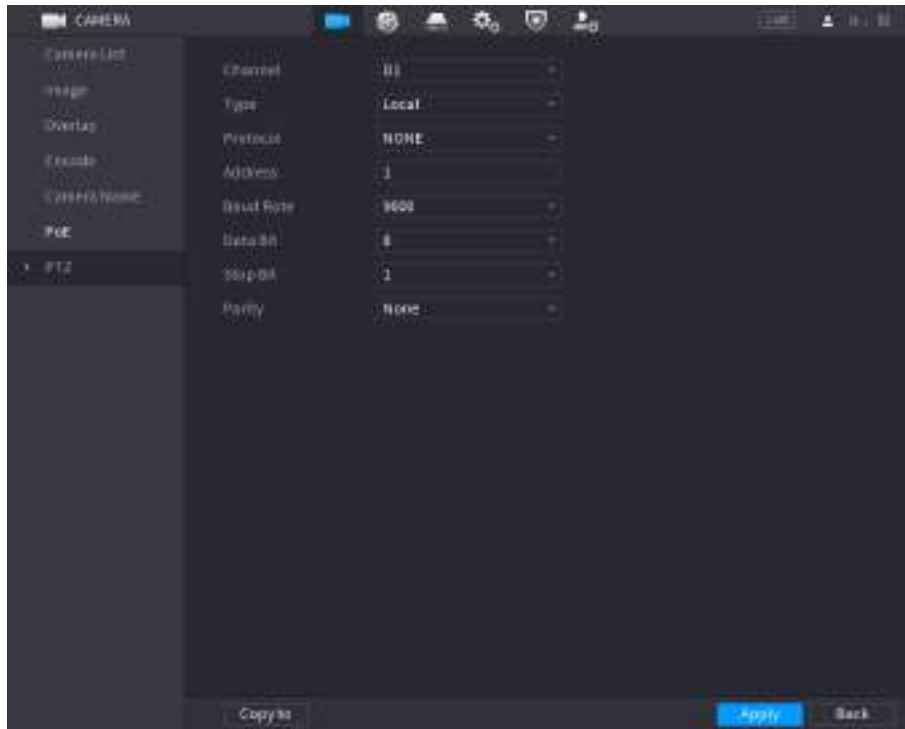 CAMERA
LIVE
Camera List
Image
Overlay
Encode
Camera Name
PoE
PTZ
Channel D1
Type Local
Protocol NONE
Address 1
Baud Rate 9600
Data Bit 8
Stop Bit 1
Parity None
Copy to
Apply
Back